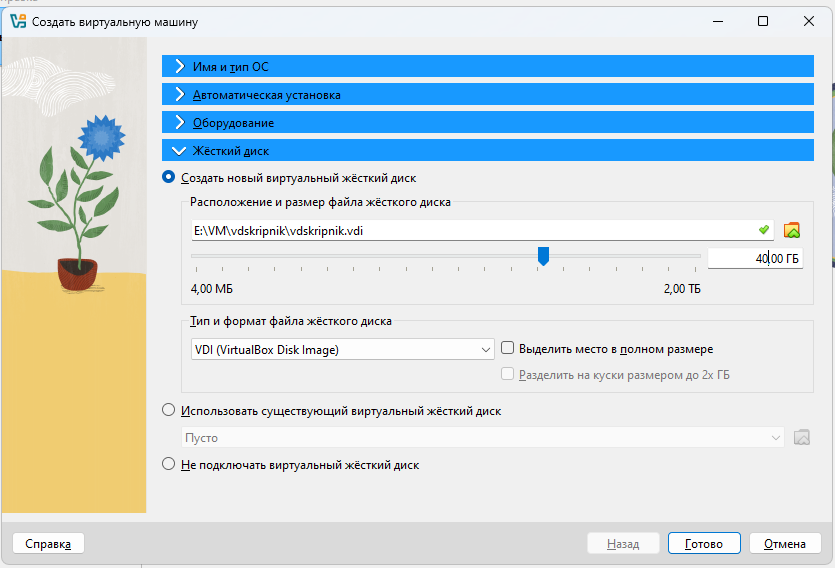 Создать виртуальную машину
Имя и тип ОС
Автоматическая установка
Оборудование
Жёсткий диск
Создать новый виртуальный жёсткий диск
Расположение и размер файла жёсткого диска
E:\VM\vdskripnik\vdskripnik.vdi
40,00 ГБ
4,00 МБ
2,00 ТБ
Тип и формат файла жёсткого диска
VDI (VirtualBox Disk Image)
Выделить место в полном размере
Разделить на куски размером до 2х ГБ
Использовать существующий виртуальный жёсткий диск
Пусто
Не подключать виртуальный жёсткий диск
Справка
Назад
Готово
Отмена